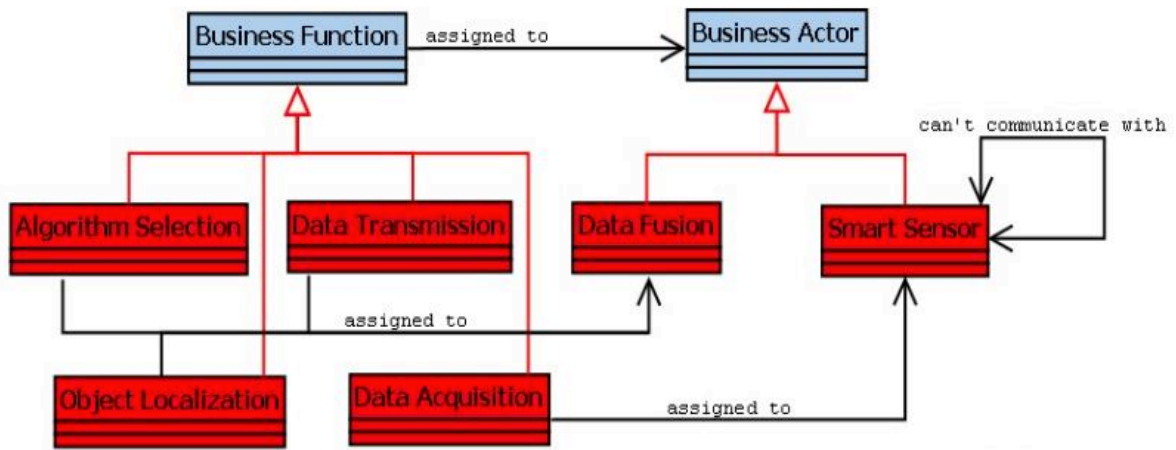 Business Function
assigned to
Business Actor
can't communicate with
Algorithm Selection
Data Transmission
Data Fusion
Smart Sensor
assigned to
Object Localization
Data Acquisition
assigned to